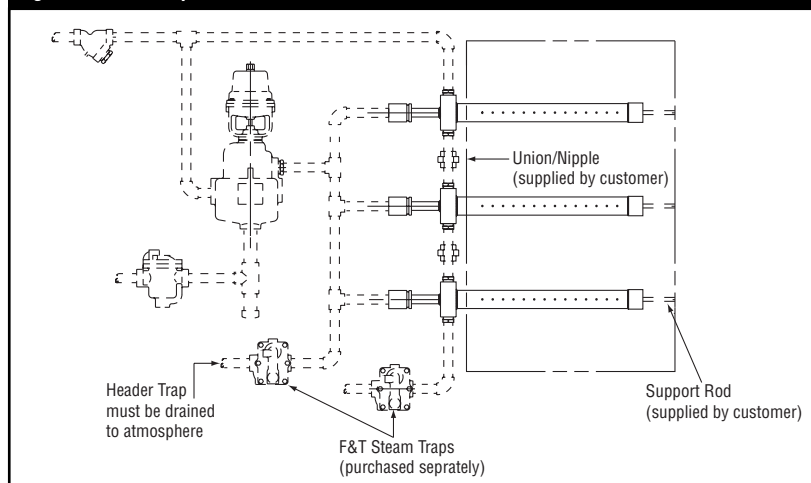 Union/Nipple
(supplied by customer)
Header Trap
must be drained
to atmosphere
F&T Steam Traps
(purchased seprately)
Support Rod
(supplied by customer)